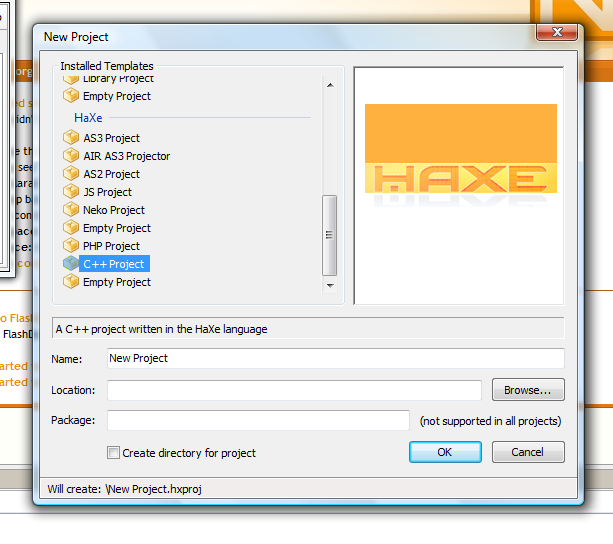 New Project
Installed Templates
Library Project
Empty Project
HaXe
AS3 Project
AIR AS3 Projector
AS2 Project
JS Project
Neko Project
Empty Project
PHP Project
C++ Project
Empty Project
HAXE
A C++ project written in the HaXe language
Name: New Project
Location: Browse...
Package: (not supported in all projects)
Create directory for project OK Cancel
Will create: \New Project.hxproj